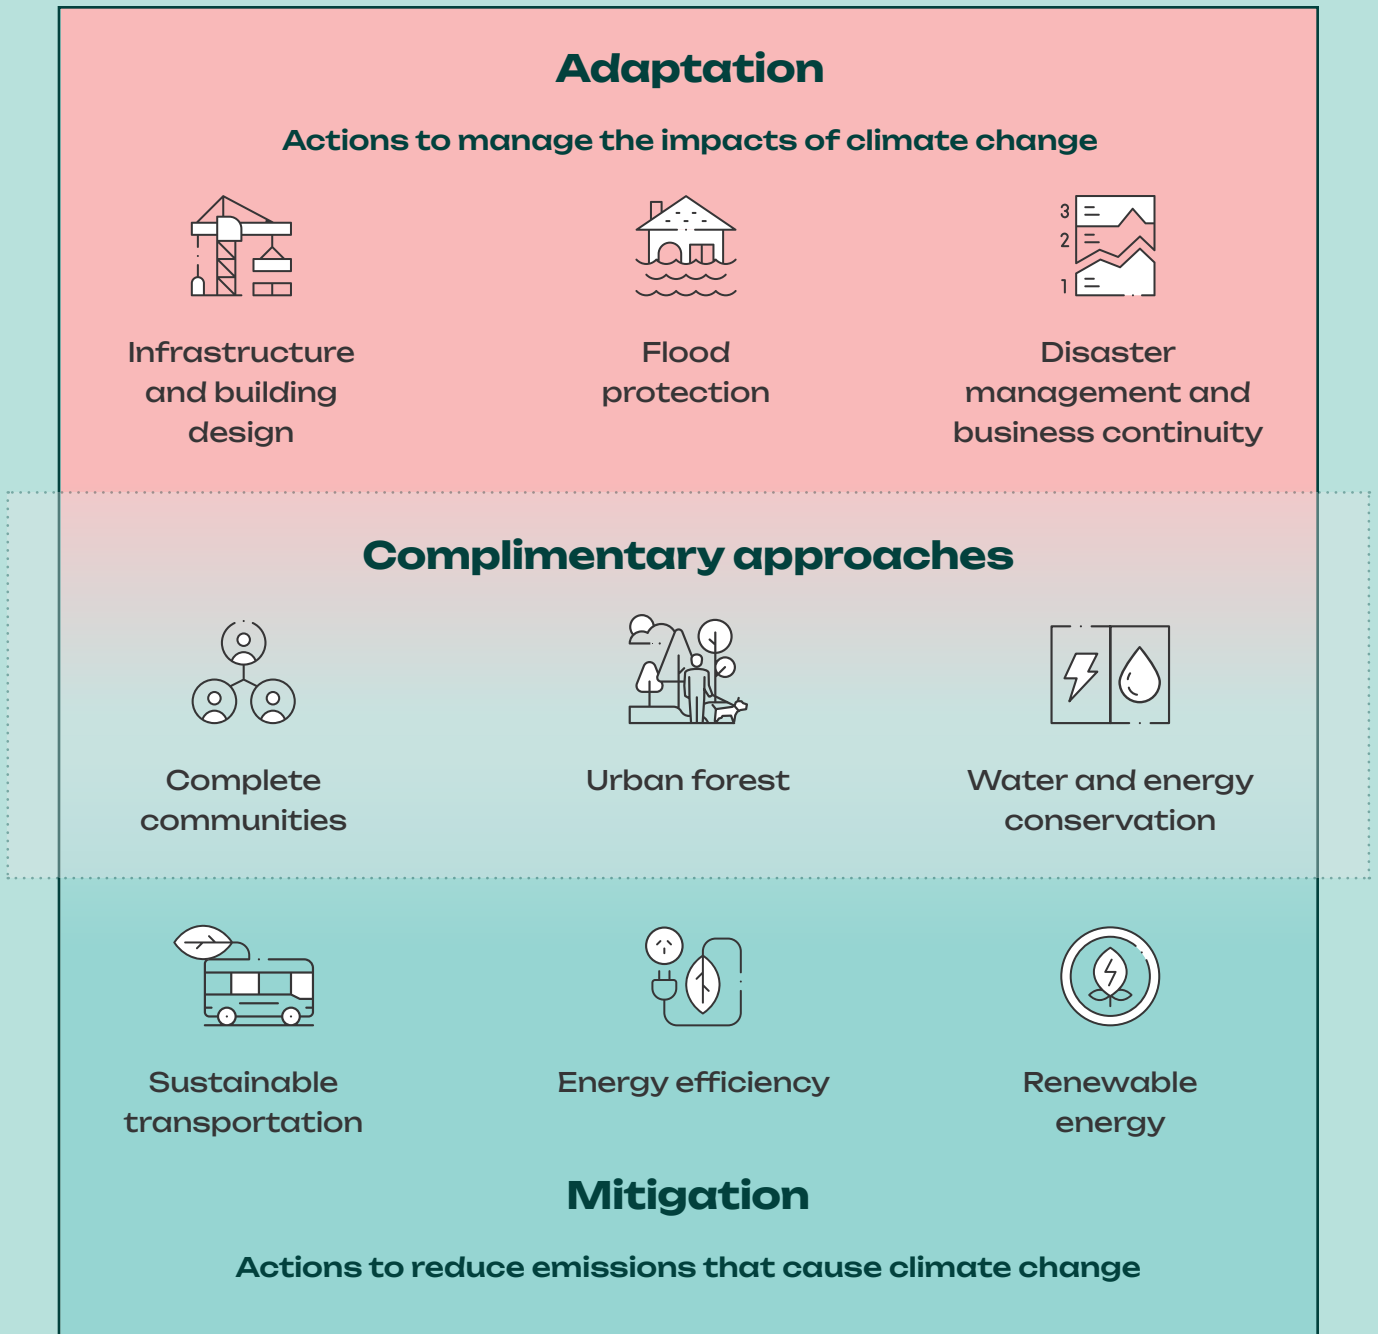 Adaptation
Actions to manage the impacts of climate change
3
2
1
Infrastructure
and building
design
Flood
protection
Disaster
management and
business continuity
Complimentary approaches
Complete
communities
Urban forest
Water and energy
conservation
Sustainable
transportation
Energy efficiency
Renewable
energy
Mitigation
Actions to reduce emissions that cause climate change